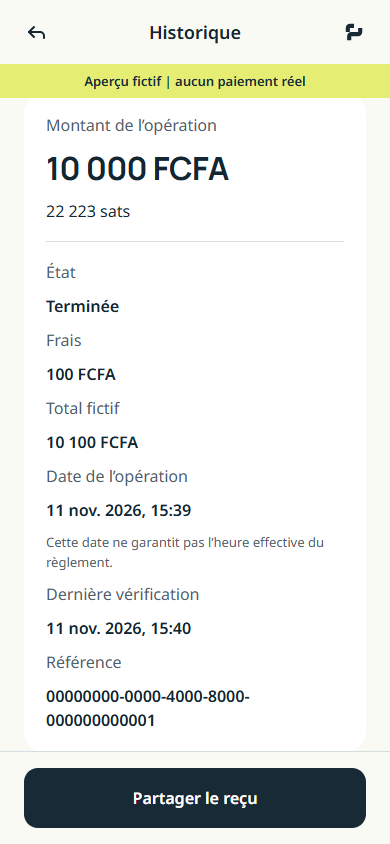 Historique
Aperçu fictif | aucun paiement réel
Montant de l’opération
10 000 FCFA
22 223 sats
État
Terminée
Frais
100 FCFA
Total fictif
10 100 FCFA
Date de l’opération
11 nov. 2026, 15:39
Cette date ne garantit pas l’heure effective du
règlement.
Dernière vérification
11 nov. 2026, 15:40
Référence
00000000-0000-4000-8000-
000000000001
Partager le reçu